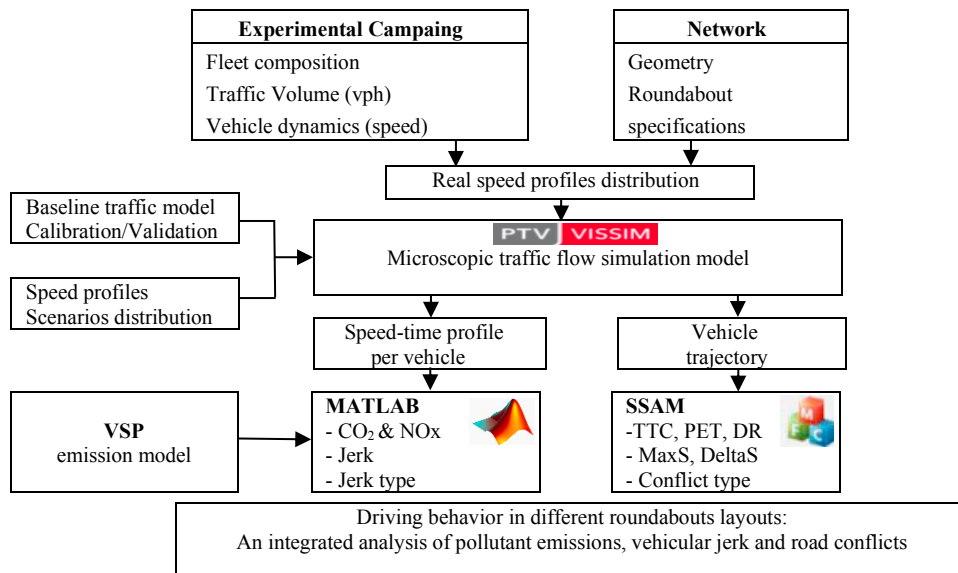 Experimental Campaing
Fleet composition
Traffic Volume (vph)
Vehicle dynamics (speed)
Network
Geometry
Roundabout
specifications
Real speed profiles distribution
Baseline traffic model
Calibration/Validation
Speed profiles
Scenarios distribution
PTV VISSIM
Microscopic traffic flow simulation model
Speed-time profile
per vehicle
Vehicle
trajectory
VSP
emission model
MATLAB
- CO₂ & NOx
- Jerk
- Jerk type
SSAM
-TTC, PET, DR
- MaxS, DeltaS
- Conflict type
M
F C
Driving behavior in different roundabouts layouts:
An integrated analysis of pollutant emissions, vehicular jerk and road conflicts